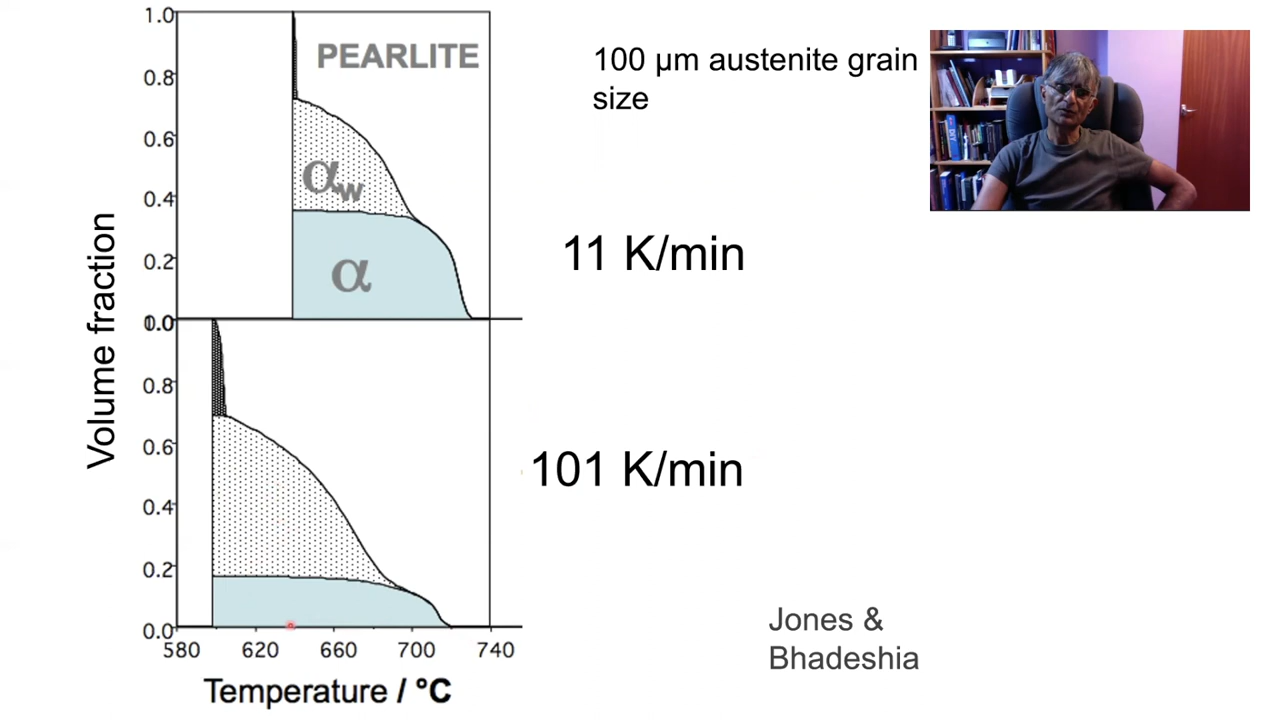 1.0
0.8
0.6
0.4
0.2
0.0
PEARLITE
αw
α
100 µm austenite grain
size
11 K/min
Volume fraction
1.0
0.8
0.6
0.4
0.2
0.0
101 K/min
580 620 660 700 740
Temperature / °C
Jones &
Bhadeshia